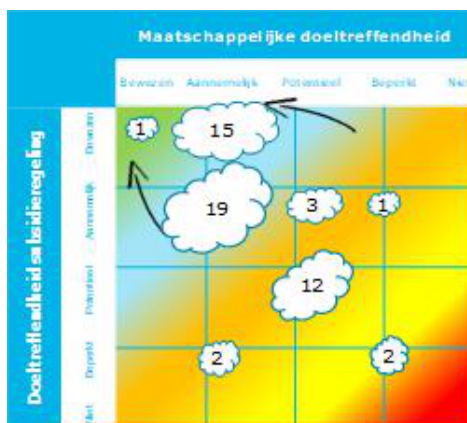 Maatschappelijke doeltreffendheid
Bewezen Aannemelijk Potentieel Beperkt Nie
Doeltreffendheid subsidieregeling
Bewezen
Aannemelijk
Potentieel
Beperkt
Niet
1 15
19 3 1
12
2 2